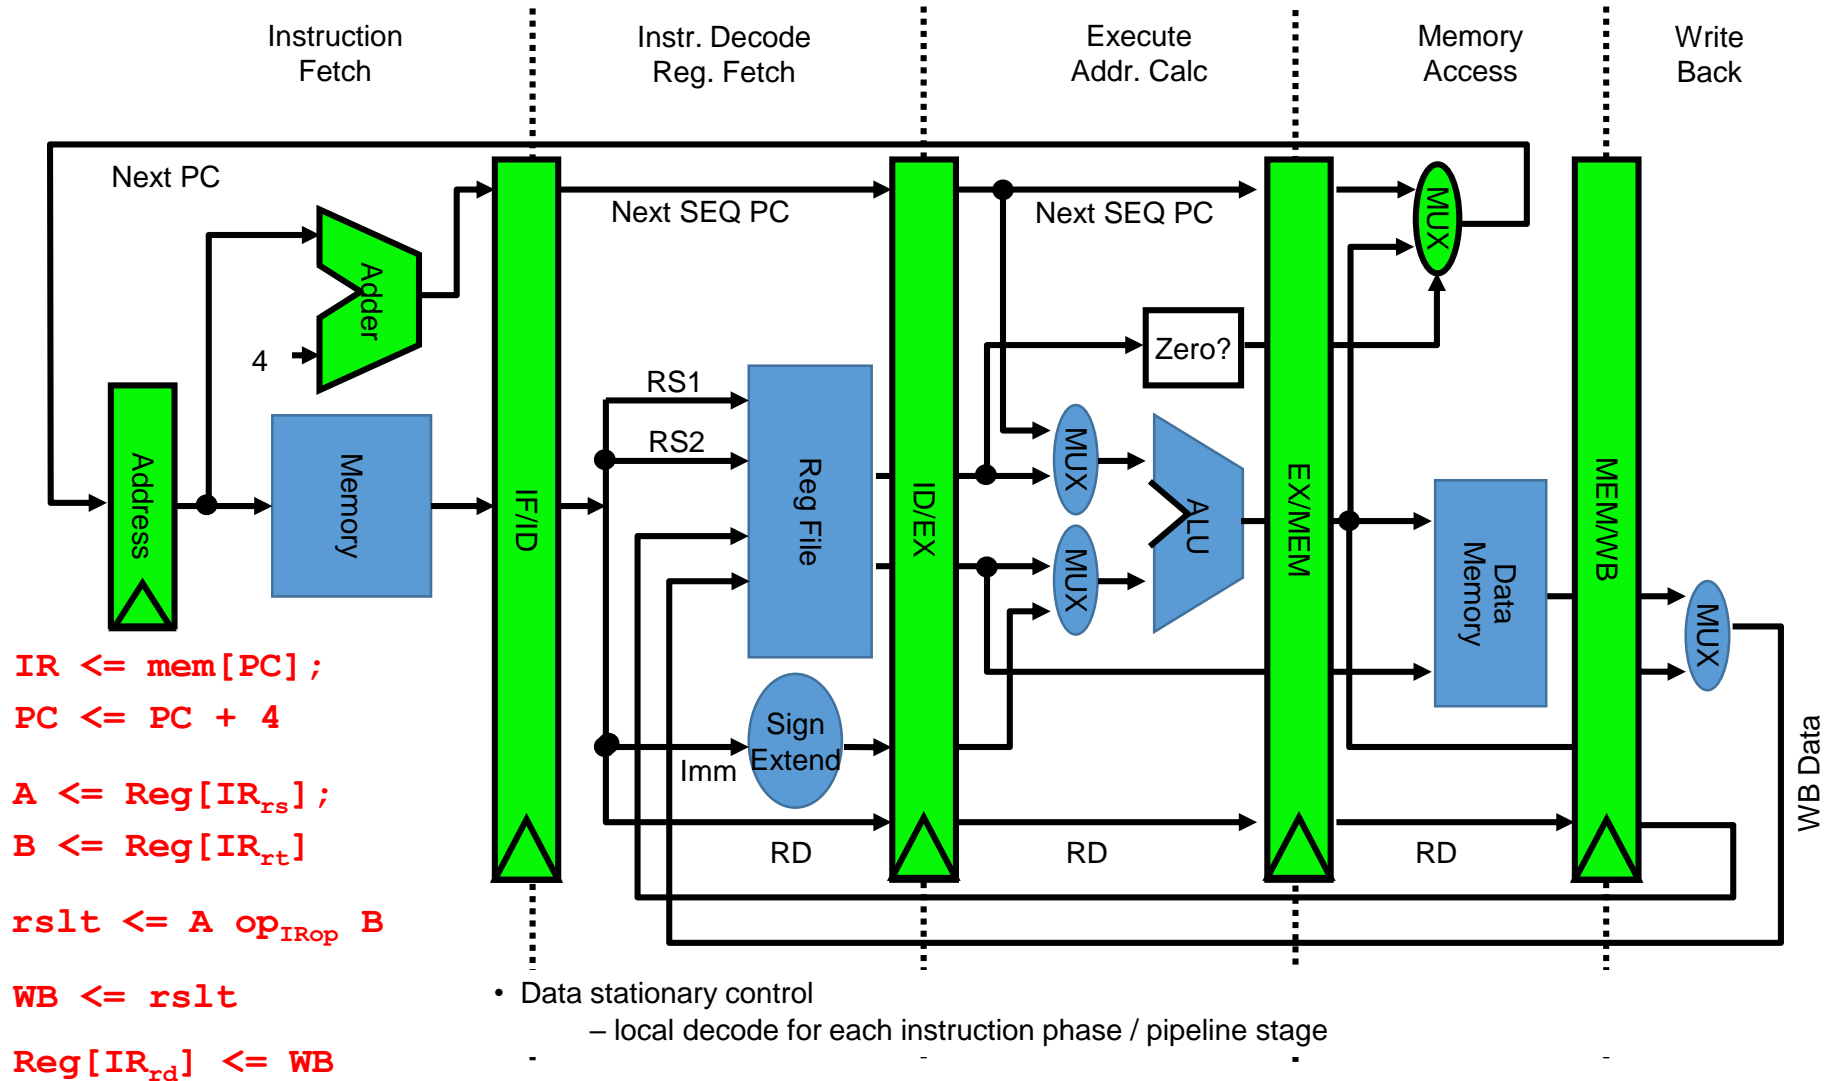 Instruction
Fetch
Instr. Decode
Reg. Fetch
Execute
Addr. Calc
Memory
Access
Write
Back
Next PC
Next SEQ PC
Next SEQ PC
MUX
Adder
4
Zero?
RS1
RS2
Address
Memory
IF/ID
Reg File
ID/EX
MUX
MUX
ALU
EX/MEM
Data
Memory
MEM/WB
MUX
Sign
Extend
Imm
RD
RD
RD
WB Data
IR <= mem[PC];
PC <= PC + 4
A <= Reg[IRrs];
B <= Reg[IRrt]
rslt <= A opIRop B
WB <= rslt
Reg[IRrd] <= WB
• Data stationary control
– local decode for each instruction phase / pipeline stage